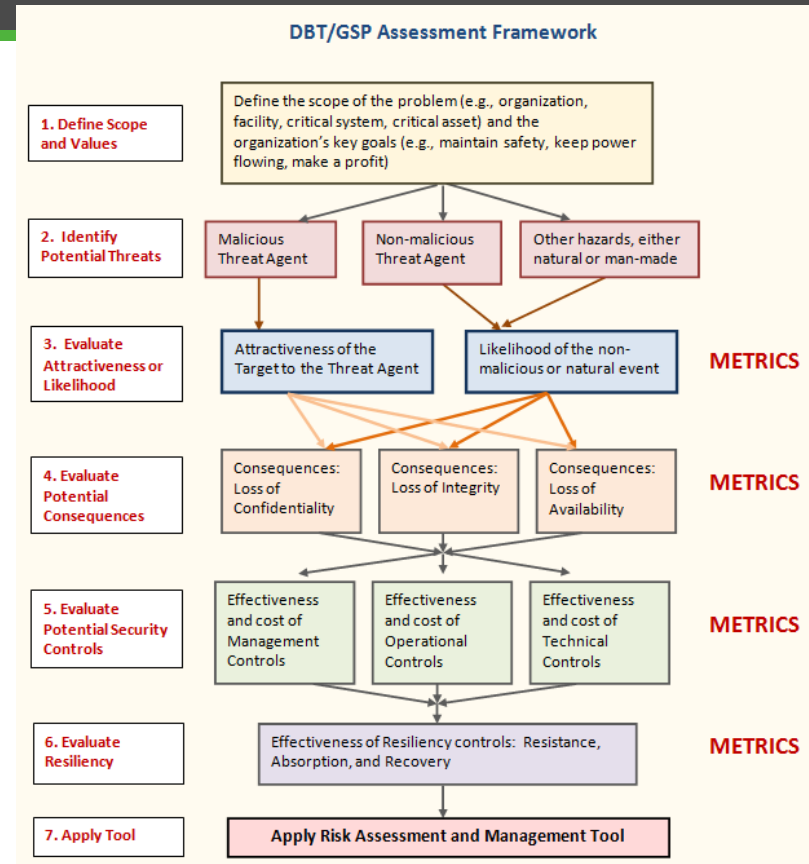 DBT/GSP Assessment Framework
1. Define Scope
and Values
Define the scope of the problem (e.g., organization,
facility, critical system, critical asset) and the
organization's key goals (e.g., maintain safety, keep power
flowing, make a profit)
2. Identify
Potential Threats
Malicious
Threat Agent
Non-malicious
Threat Agent
Other hazards, either
natural or man-made
3. Evaluate
Attractiveness or
Likelihood
Attractiveness of the
Target to the Threat Agent
Likelihood of the non-
malicious or natural event
METRICS
4. Evaluate
Potential
Consequences
Consequences:
Loss of
Confidentiality
Consequences:
Loss of Integrity
Consequences:
Loss of
Availability
METRICS
5. Evaluate
Potential Security
Controls
Effectiveness
and cost of
Management
Controls
Effectiveness
and cost of
Operational
Controls
Effectiveness
and cost of
Technical
Controls
METRICS
6. Evaluate
Resiliency
Effectiveness of Resiliency controls: Resistance,
Absorption, and Recovery
METRICS
7. Apply Tool
Apply Risk Assessment and Management Tool